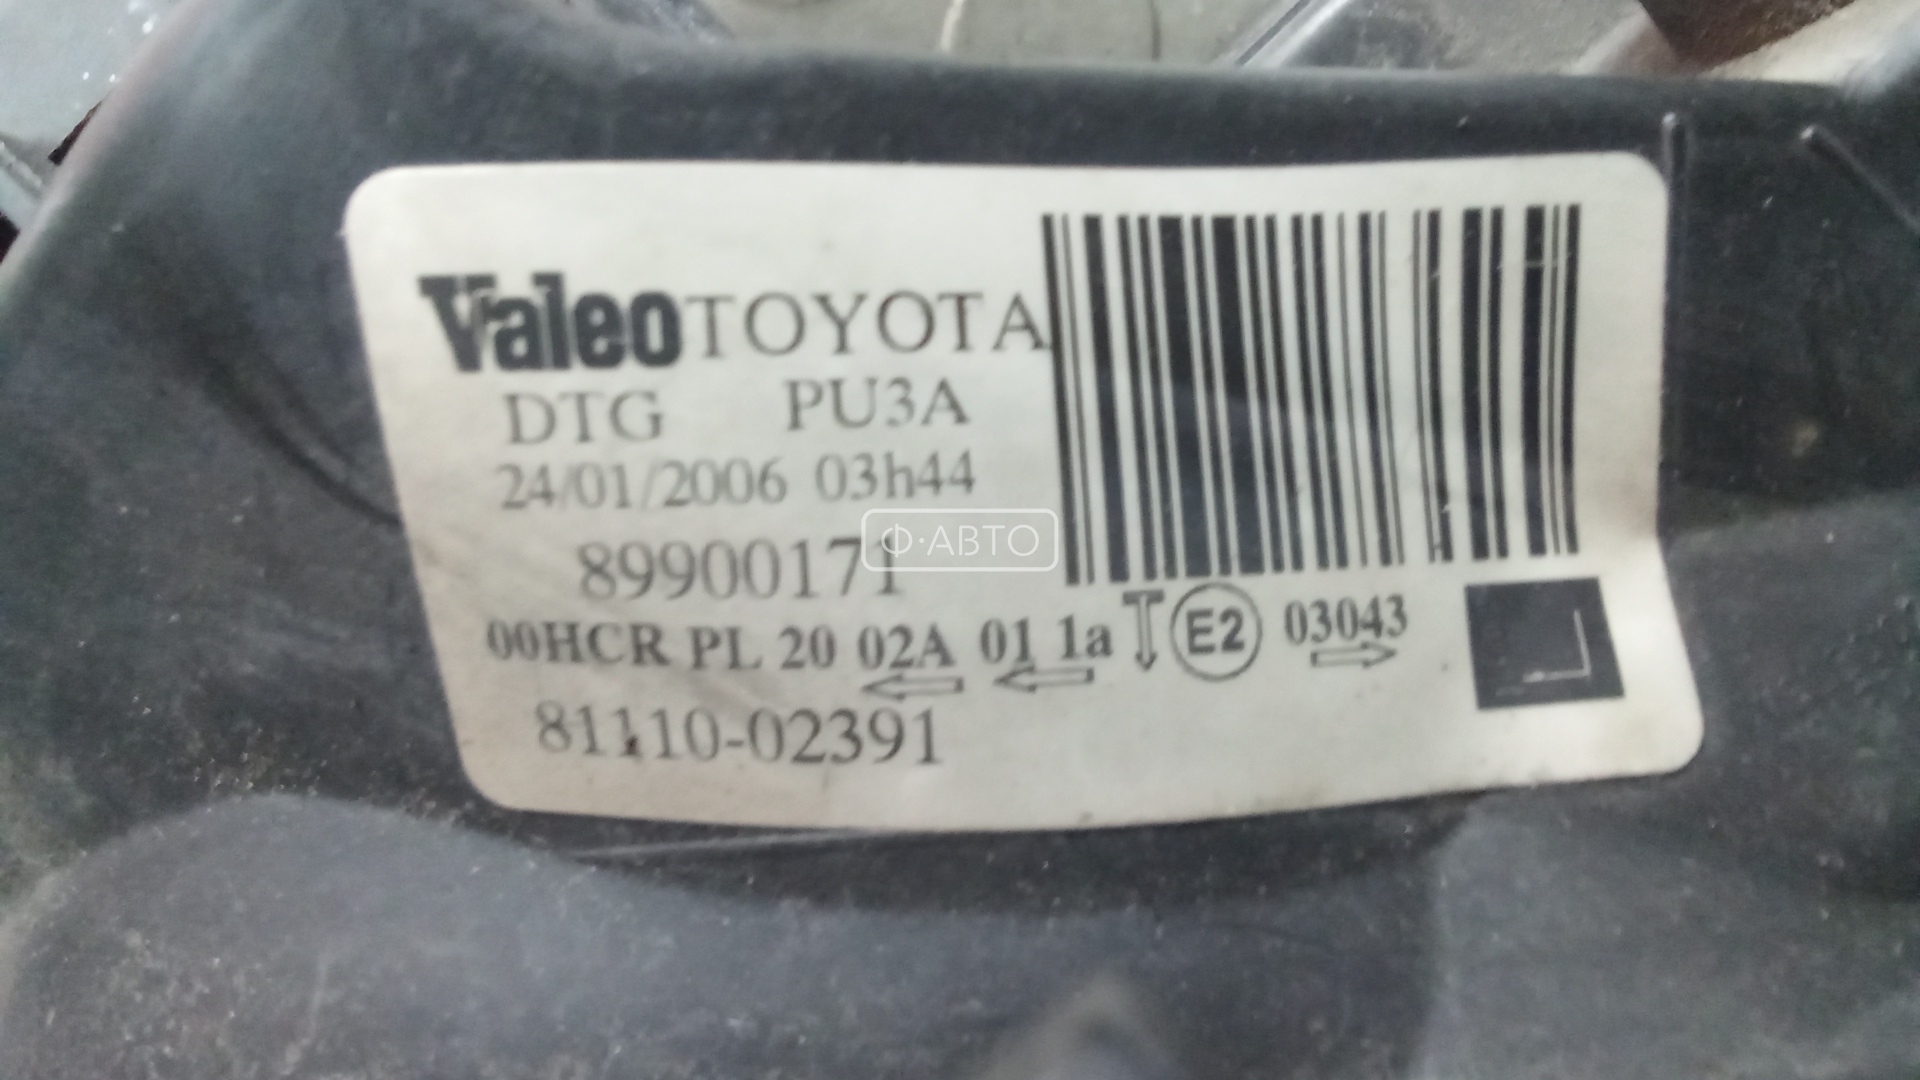 Valeo TOYOTA
DTG PU3A
24/01/2006 03h44
89900171
Ф·АВТО
00HCR PL 20 02A 01 1a T E2 03043
81110-02391